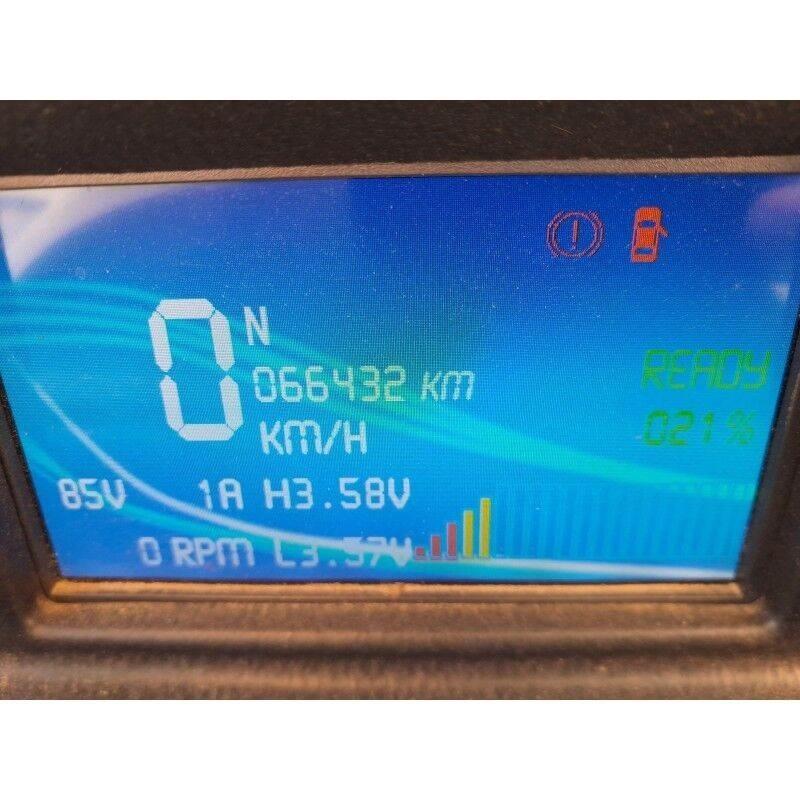 0 N
066432 KM
KM/H
READY
021%
85V 1A H3.58V
0 RPM L3.57V